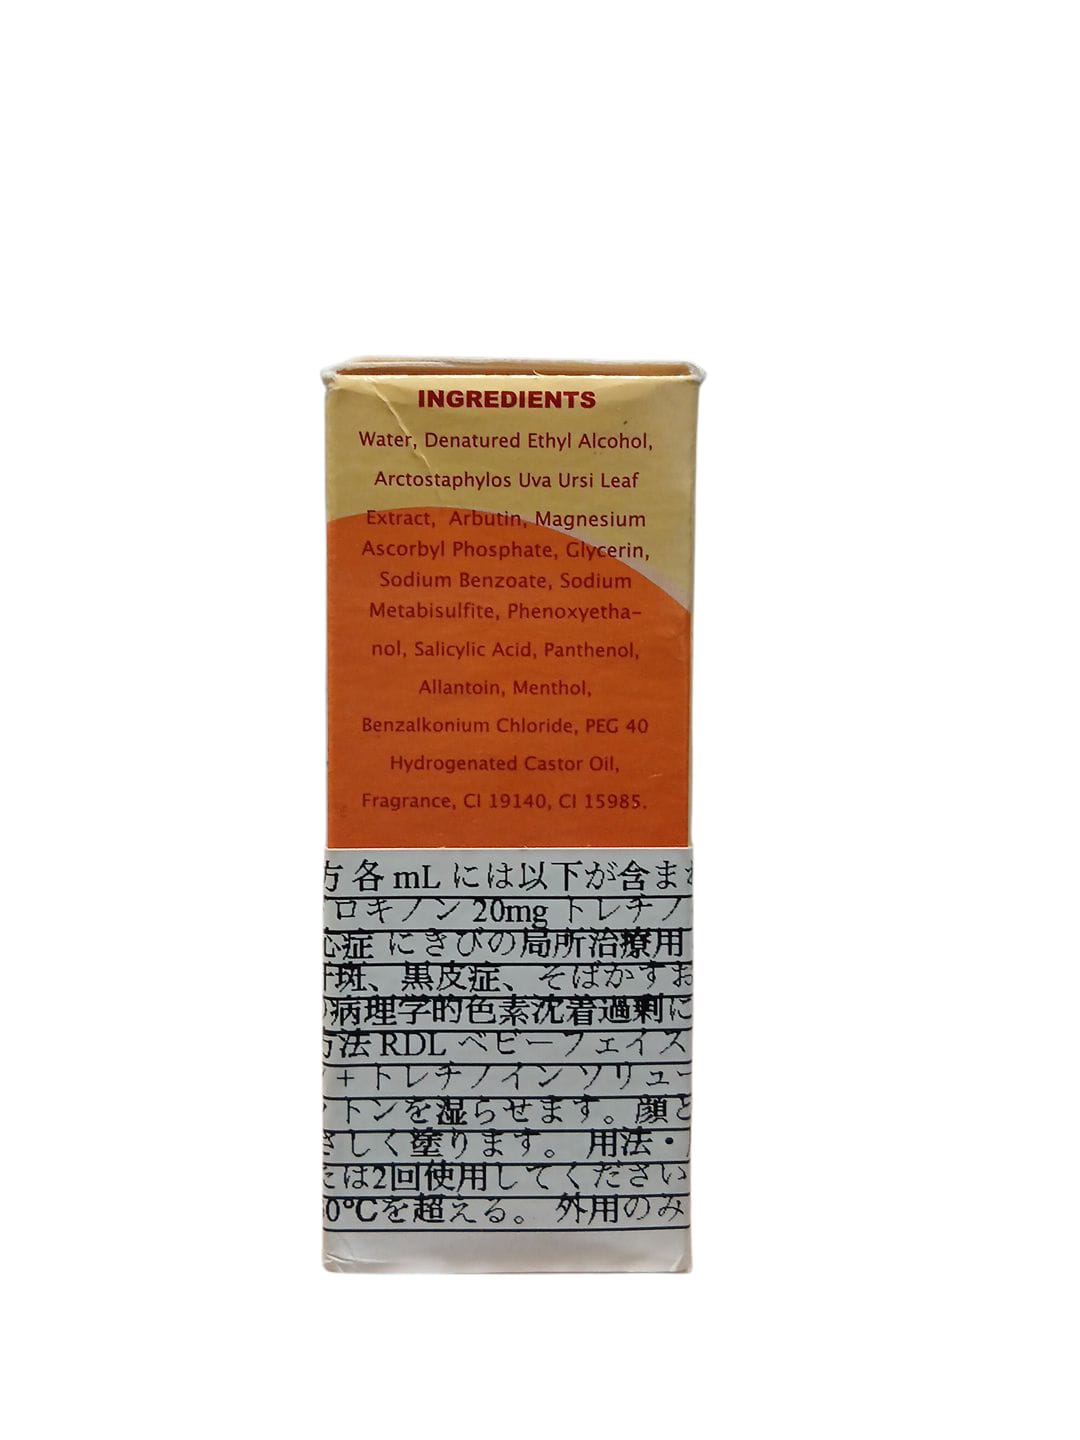 INGREDIENTS
Water, Denatured Ethyl Alcohol,
Arctostaphylos Uva Ursi Leaf
Extract, Arbutin, Magnesium
Ascorbyl Phosphate, Glycerin,
Sodium Benzoate, Sodium
Metabisulfite, Phenoxyetha-
nol, Salicylic Acid, Panthenol,
Allantoin, Menthol,
Benzalkonium Chloride, PEG 40
Hydrogenated Castor Oil,
Fragrance, CI 19140, CI 15985.
方 各 mL には以下が含ま
ロキノン 20mg トレチノ
心症 にきびの局所治療用
斑、黒皮症、そばかすお
病理学的色素沈着過剰に
方法 RDL ベビーフェイス
+ トレチノイン ソリュー
トンを湿らせます。顔と
さしく塗ります。 用法・
は2回使用してください
0°Cを超える。 外用のみ